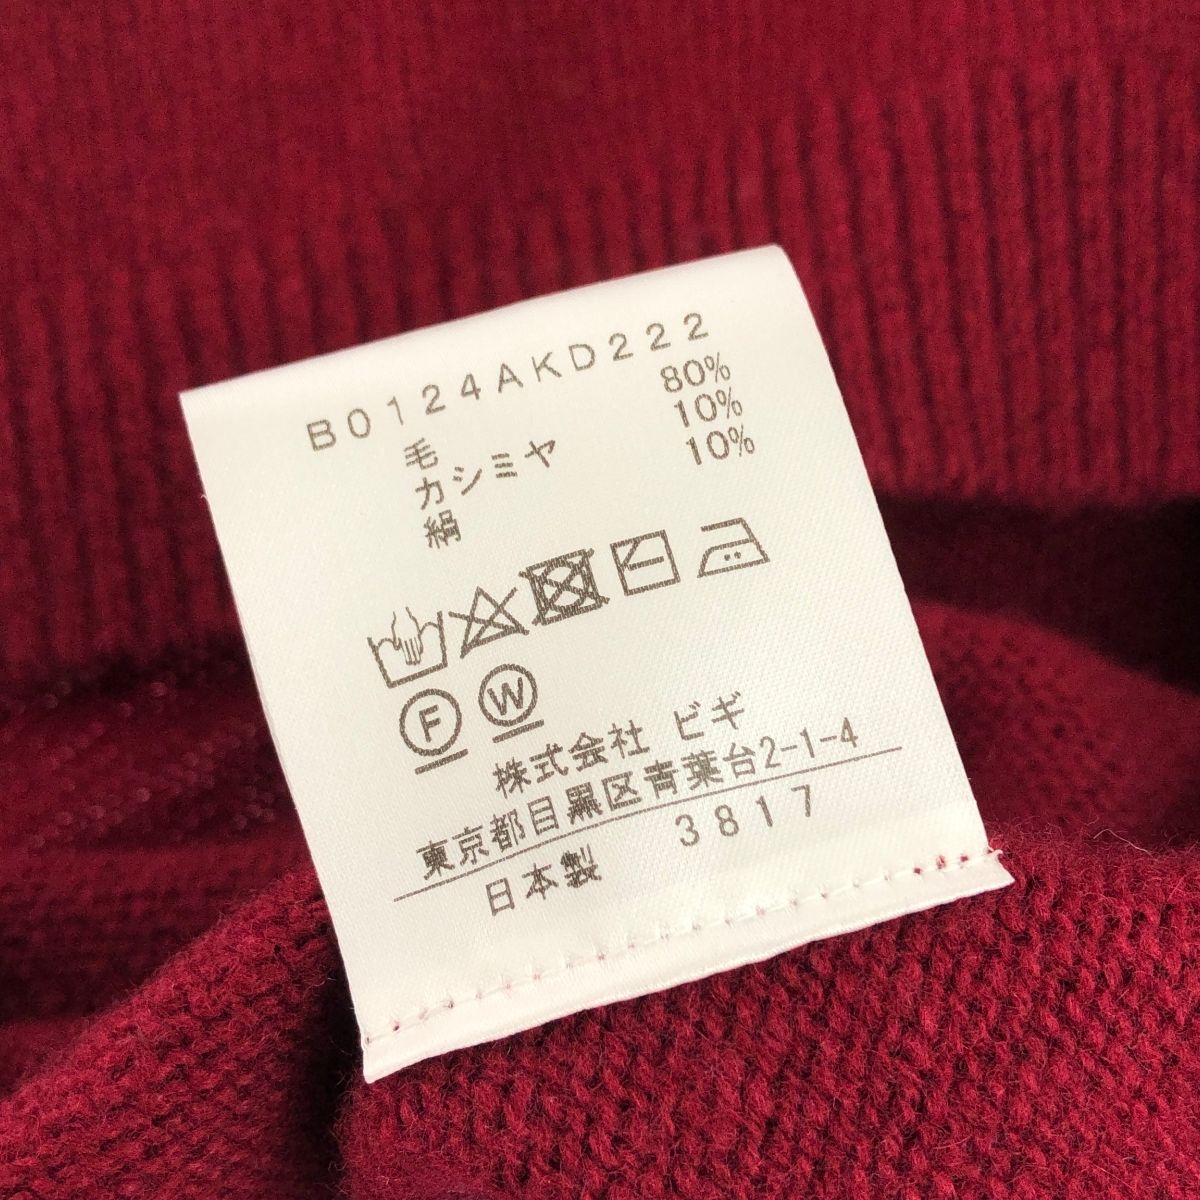 B0124AKD222
毛 80%
カシミヤ 10%
絹 10%
F W
株式会社 ビギ
東京都目黒区青葉台2-1-4
日本製 3817